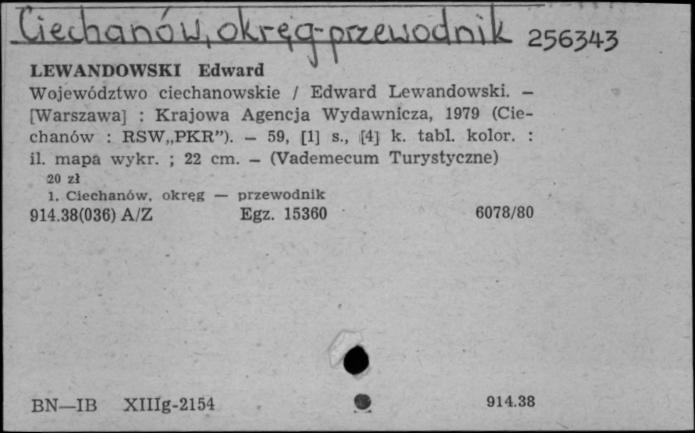 Ciechanów, okręg-przewodnik 256343
LEWANDOWSKI Edward
Województwo ciechanowskie / Edward Lewandowski. —
[Warszawa] : Krajowa Agencja Wydawnicza, 1979 (Cie-
chanów : RSW„PKR”). — 59, [1] s., [4] k. tabl. kolor. :
il. mapa wykr. ; 22 cm. — (Vademecum Turystyczne)
20 zł
1. Ciechanów, okręg — przewodnik
914.38(036) A/Z Egz. 15360 6078/80
BN—IB XIIIg-2154 914.38